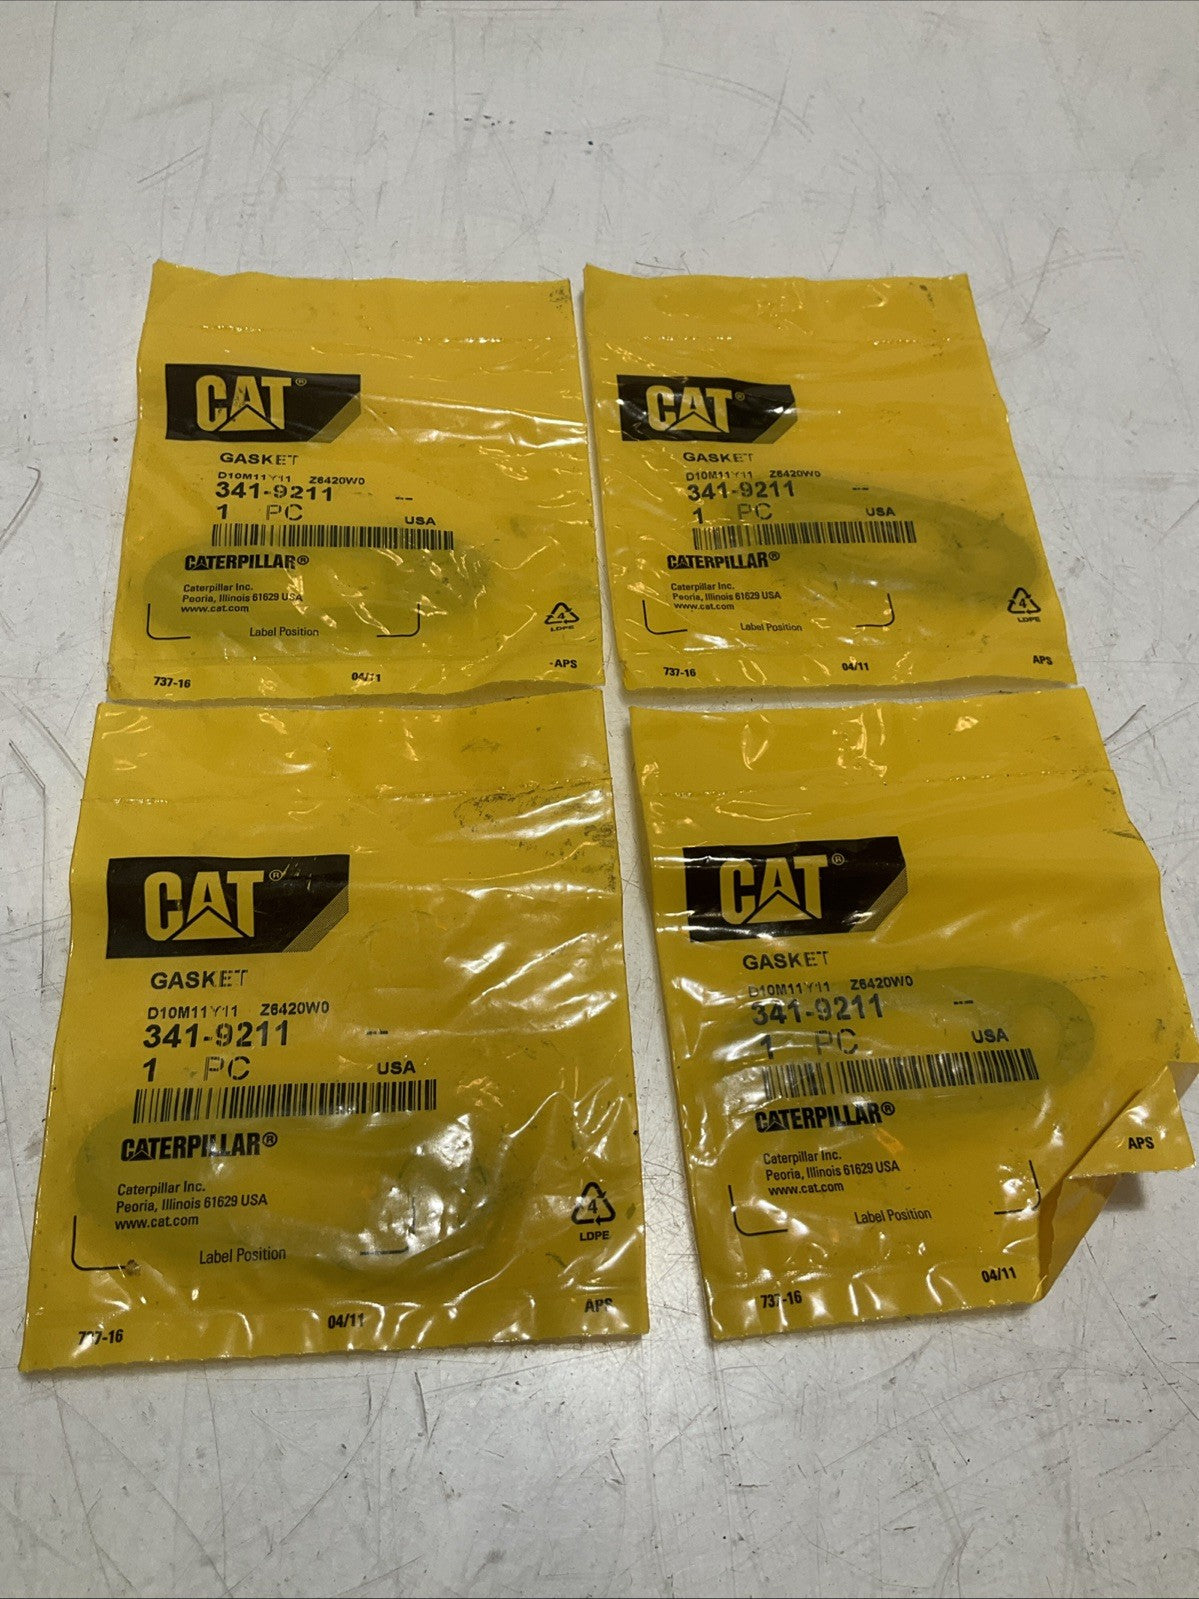 CAT®
GASKET
D10M11Y11 Z6420W0
341-9211 --
1 PC USA
CATERPILLAR®
Caterpillar Inc.
Peoria, Illinois 61629 USA
www.cat.com
Label Position
4
LDPE
737-16 04/11 APS
CAT®
GASKET
D10M11Y11 Z6420W0
341-9211 --
1 PC USA
CATERPILLAR®
Caterpillar Inc.
Peoria, Illinois 61629 USA
www.cat.com
Label Position
4
LDPE
737-16 04/11 APS
CAT®
GASKET
D10M11Y11 Z6420W0
341-9211 --
1 PC USA
CATERPILLAR®
Caterpillar Inc.
Peoria, Illinois 61629 USA
www.cat.com
Label Position
4
LDPE
737-16 04/11 APS
CAT®
GASKET
D10M11Y11 Z6420W0
341-9211 --
1 PC USA
CATERPILLAR®
Caterpillar Inc.
Peoria, Illinois 61629 USA
www.cat.com
Label Position
APS
737-16 04/11